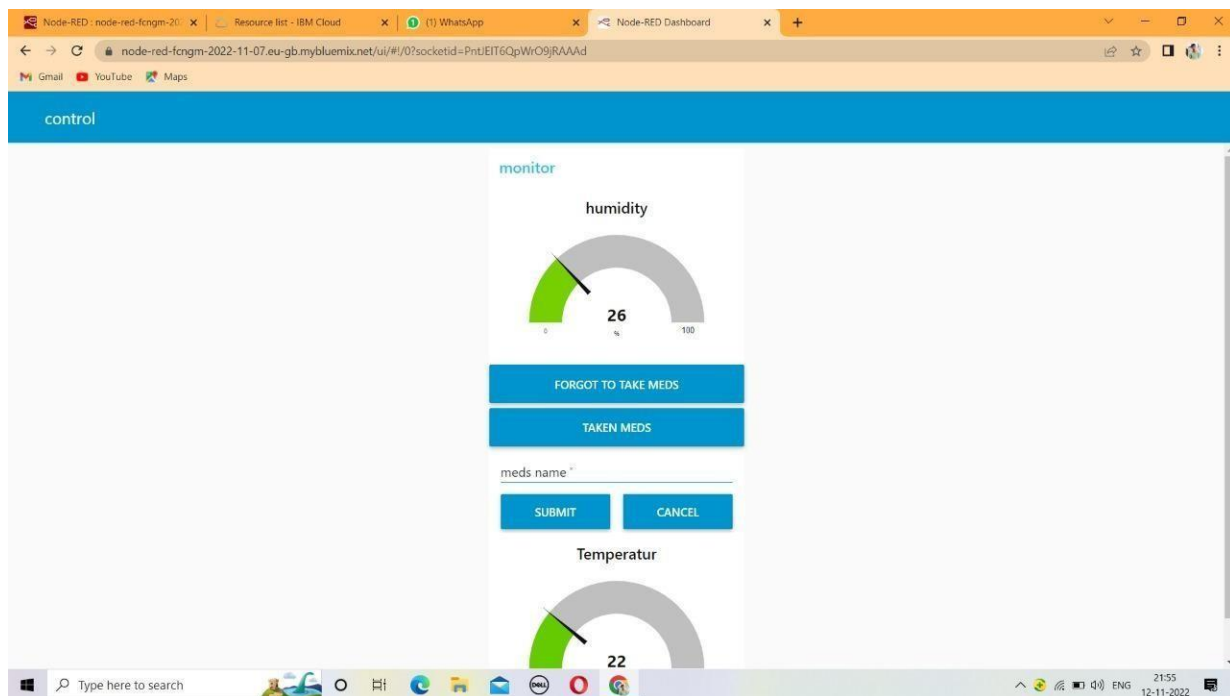 Node-RED : node-red-fcngm-20
Resource list - IBM Cloud
(1) WhatsApp
Node-RED Dashboard
node-red-fcngm-2022-11-07.eu-gb.mybluemix.net/ui/#!/0?socketid=PntJEIT6QpWrO9jRAAAd
Gmail YouTube Maps
control
monitor
humidity
26
%
0 100
FORGOT TO TAKE MEDS
TAKEN MEDS
meds name *
SUBMIT CANCEL
Temperatur
22
Type here to search
DELL
ENG
21:55
12-11-2022